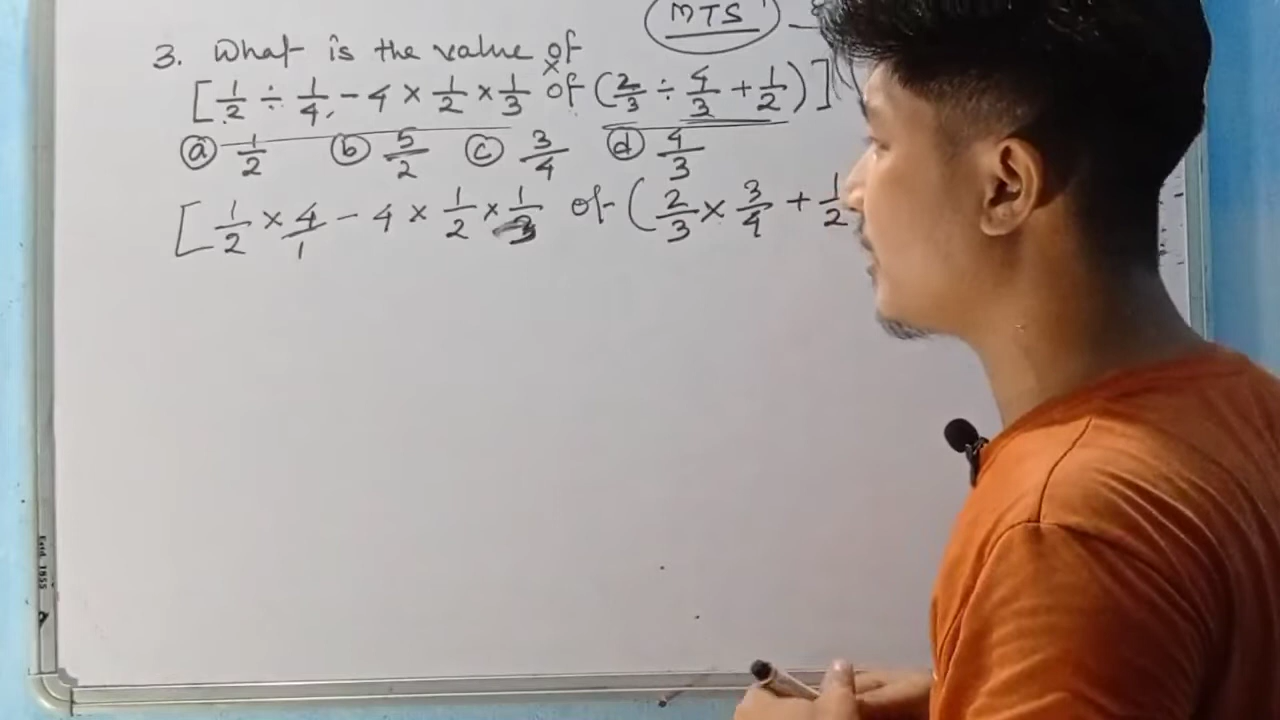 MTS
3. What is the value of
[1/2 ÷ 1/4 - 4 × 1/2 × 1/3 of (2/3 ÷ 4/3 + 1/2)]
×
ⓐ 1/2 ⓑ 5/2 ⓒ 3/4 ⓓ 4/3
[1/2 × 4/1 - 4 × 1/2 × 1/3 of (2/3 × 3/4 + 1/2
Estd. 1855